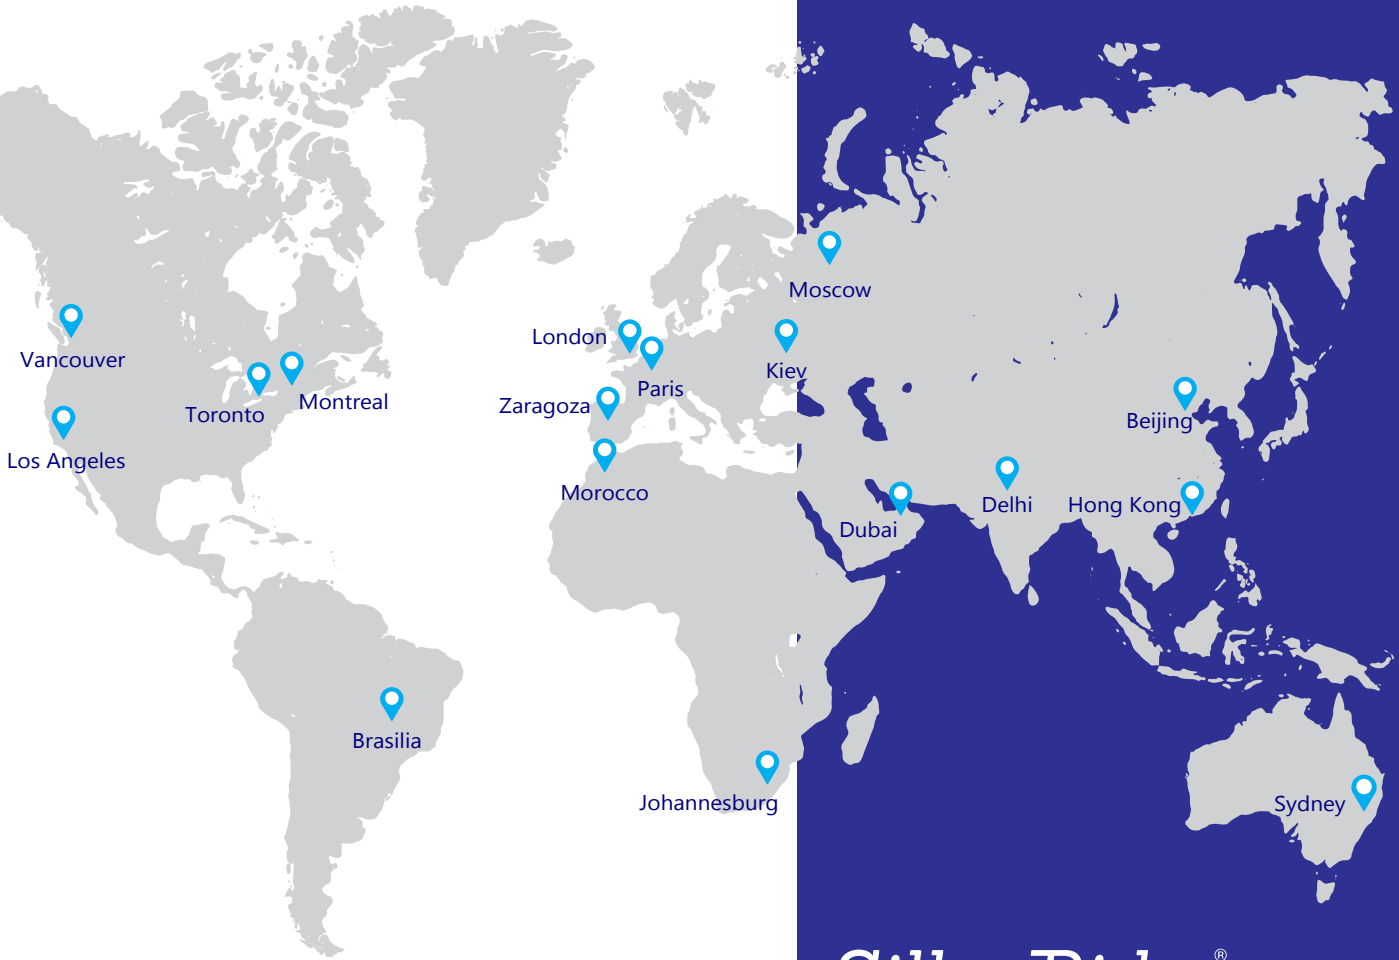 Moscow
London
Vancouver
Kiev
Paris
Montreal
Zaragoza
Toronto
Beijing
Los Angeles
Morocco
Delhi
Hong Kong
Dubai
Brasilia
Johannesburg
Sydney
®